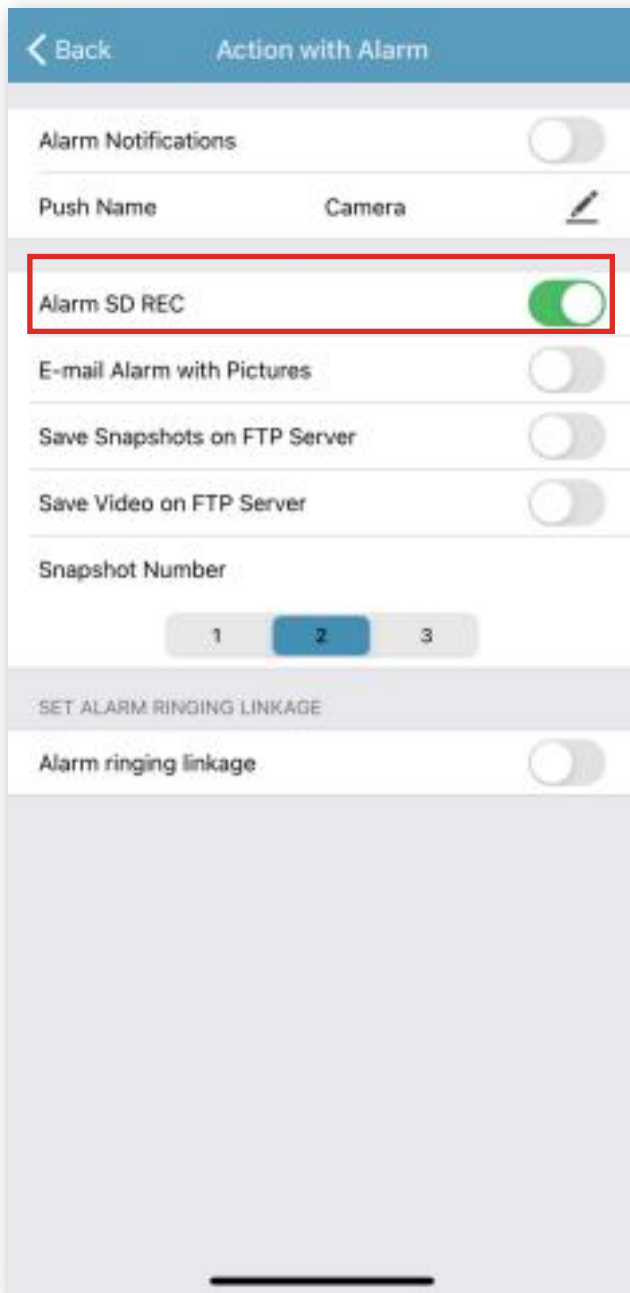 Back Action with Alarm
Alarm Notifications
Push Name Camera
Alarm SD REC
E-mail Alarm with Pictures
Save Snapshots on FTP Server
Save Video on FTP Server
Snapshot Number
1 2 3
SET ALARM RINGING LINKAGE
Alarm ringing linkage